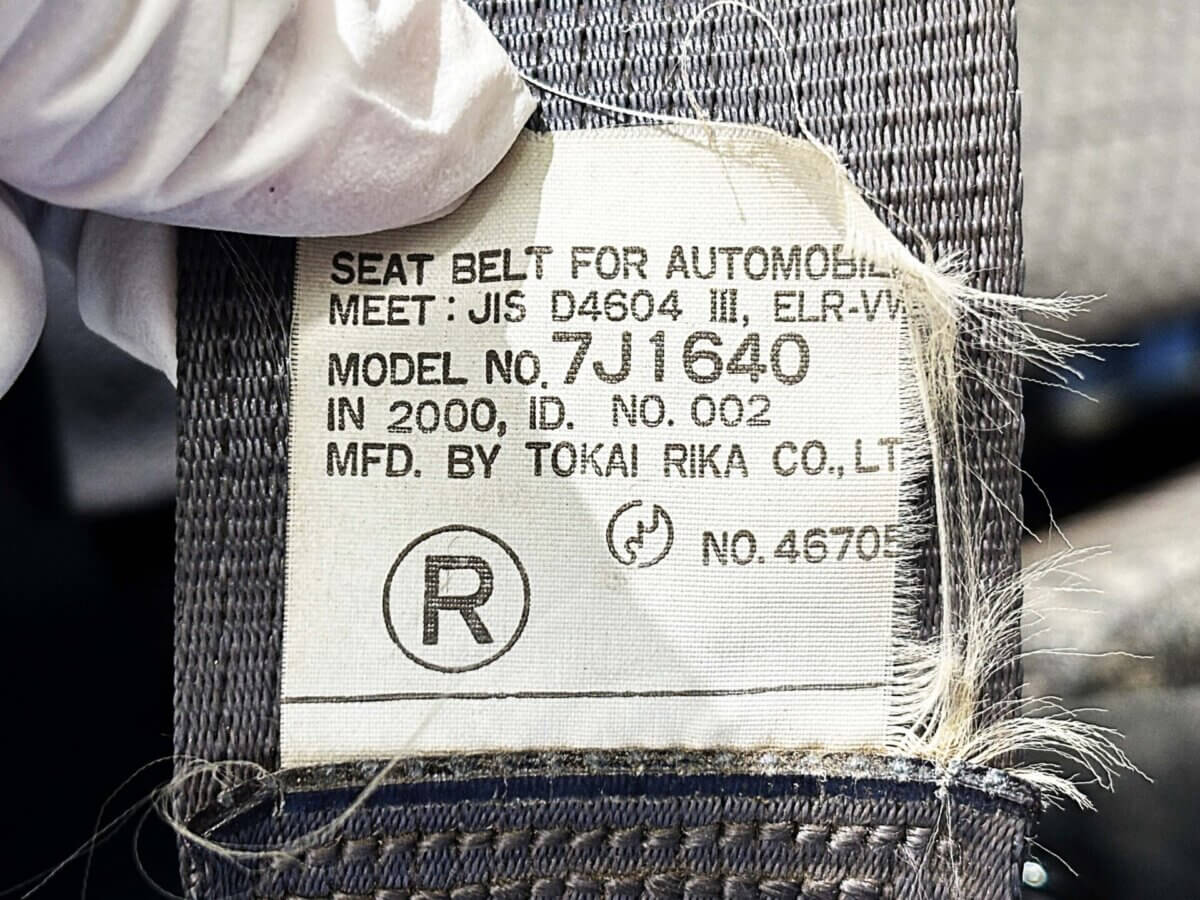 SEAT BELT FOR AUTOMOBIL
MEET : JIS D4604 III, ELR-VW
MODEL NO. 7J1640
IN 2000, ID. NO. 002
MFD. BY TOKAI RIKA CO., LT
NO. 46705
R